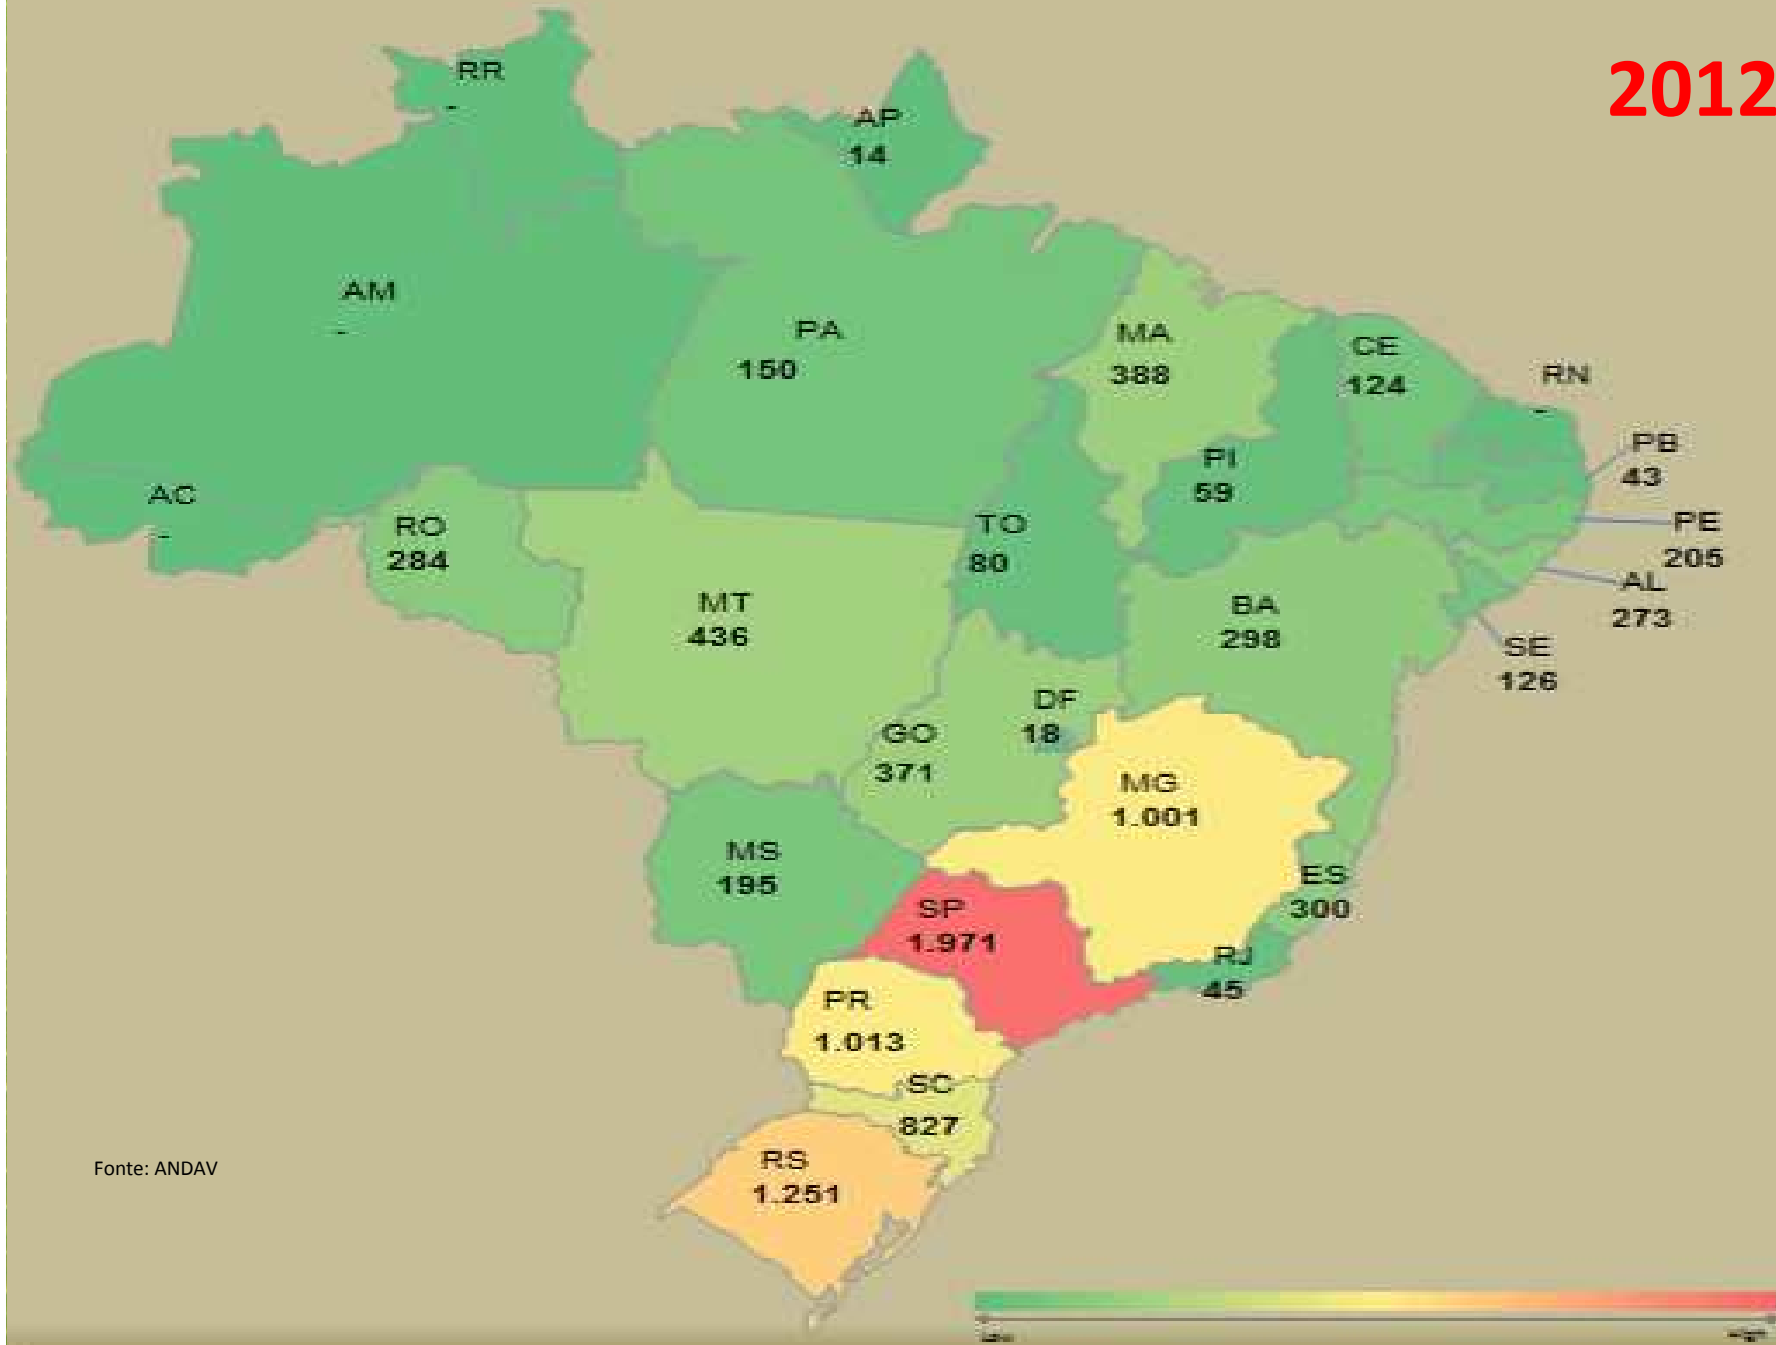 2012
RR
-
AP
14
AM
-
PA
150
MA
388
CE
124
RN
-
PB
43
PI
59
AC
-
RO
284
TO
80
PE
205
AL
273
MT
436
BA
298
SE
126
DF
18
GO
371
MG
1.001
MS
195
ES
300
SP
1.971
RJ
45
PR
1.013
SC
827
RS
1.251
Fonte: ANDAV
Low
High